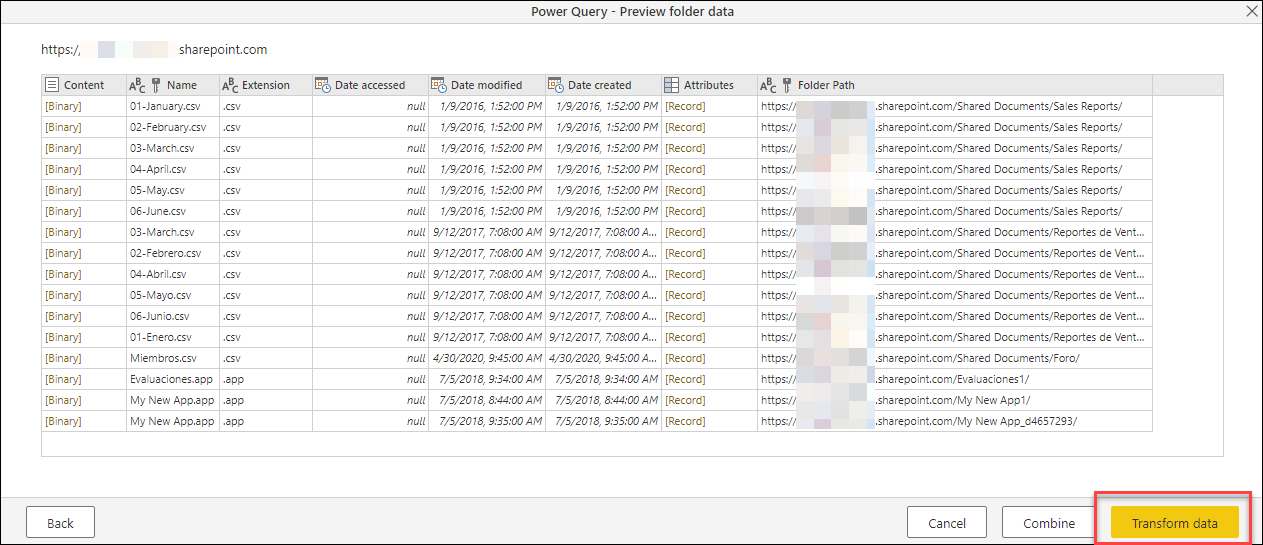 Power Query - Preview folder data
https:/ sharepoint.com
Content ABC Name ABC Extension Date accessed Date modified Date created Attributes ABC Folder Path
[Binary] 01-January.csv .csv null 1/9/2016, 1:52:00 PM 1/9/2016, 1:52:00 PM [Record] https:// .sharepoint.com/Shared Documents/Sales Reports/
[Binary] 02-February.csv .csv null 1/9/2016, 1:52:00 PM 1/9/2016, 1:52:00 PM [Record] https:// .sharepoint.com/Shared Documents/Sales Reports/
[Binary] 03-March.csv .csv null 1/9/2016, 1:52:00 PM 1/9/2016, 1:52:00 PM [Record] https:// .sharepoint.com/Shared Documents/Sales Reports/
[Binary] 04-April.csv .csv null 1/9/2016, 1:52:00 PM 1/9/2016, 1:52:00 PM [Record] https:// .sharepoint.com/Shared Documents/Sales Reports/
[Binary] 05-May.csv .csv null 1/9/2016, 1:52:00 PM 1/9/2016, 1:52:00 PM [Record] https:// .sharepoint.com/Shared Documents/Sales Reports/
[Binary] 06-June.csv .csv null 1/9/2016, 1:52:00 PM 1/9/2016, 1:52:00 PM [Record] https:// .sharepoint.com/Shared Documents/Sales Reports/
[Binary] 03-March.csv .csv null 9/12/2017, 7:08:00 AM 9/12/2017, 7:08:00 A... [Record] https:// .sharepoint.com/Shared Documents/Reportes de Vent...
[Binary] 02-Febrero.csv .csv null 9/12/2017, 7:08:00 AM 9/12/2017, 7:08:00 A... [Record] https:// .sharepoint.com/Shared Documents/Reportes de Vent...
[Binary] 04-Abril.csv .csv null 9/12/2017, 7:08:00 AM 9/12/2017, 7:08:00 A... [Record] https:// .sharepoint.com/Shared Documents/Reportes de Vent...
[Binary] 05-Mayo.csv .csv null 9/12/2017, 7:08:00 AM 9/12/2017, 7:08:00 A... [Record] https:// .sharepoint.com/Shared Documents/Reportes de Vent...
[Binary] 06-Junio.csv .csv null 9/12/2017, 7:08:00 AM 9/12/2017, 7:08:00 A... [Record] https:// .sharepoint.com/Shared Documents/Reportes de Vent...
[Binary] 01-Enero.csv .csv null 9/12/2017, 7:08:00 AM 9/12/2017, 7:08:00 A... [Record] https:// .sharepoint.com/Shared Documents/Reportes de Vent...
[Binary] Miembros.csv .csv null 4/30/2020, 9:45:00 AM 4/30/2020, 9:45:00 A... [Record] https:// .sharepoint.com/Shared Documents/Foro/
[Binary] Evaluaciones.app .app null 7/5/2018, 9:34:00 AM 7/5/2018, 9:34:00 AM [Record] https:// .sharepoint.com/Evaluaciones1/
[Binary] My New App.app .app null 7/5/2018, 8:44:00 AM 7/5/2018, 8:44:00 AM [Record] https:// .sharepoint.com/My New App1/
[Binary] My New App.app .app null 7/5/2018, 9:35:00 AM 7/5/2018, 9:35:00 AM [Record] https:// .sharepoint.com/My New App_d4657293/
Back Cancel Combine Transform data